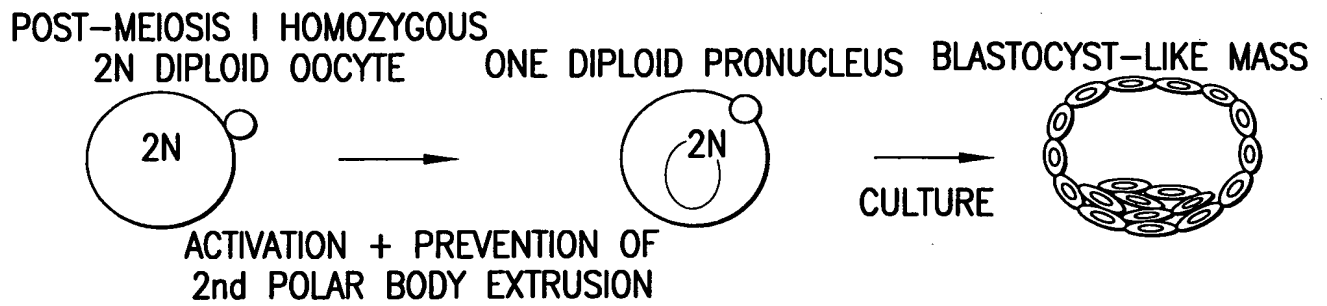 POST-MEIOSIS I HOMOZYGOUS
2N DIPLOID OOCYTE
ONE DIPLOID PRONUCLEUS
BLASTOCYST-LIKE MASS
2N
2N
CULTURE
ACTIVATION + PREVENTION OF
2nd POLAR BODY EXTRUSION